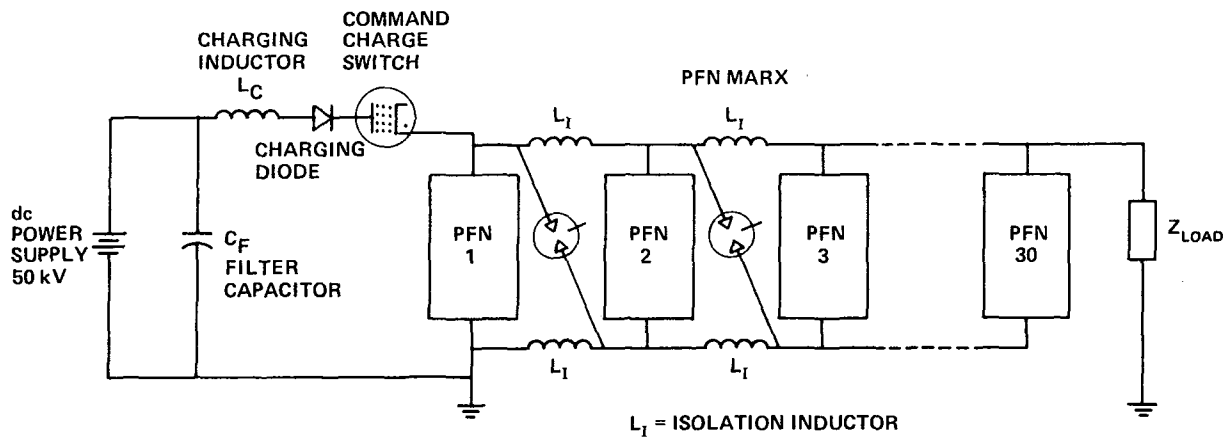 COMMAND
CHARGE
SWITCH
CHARGING
INDUCTOR
L_C
PFN MARX
L_I
L_I
CHARGING
DIODE
dc
POWER
SUPPLY
50 kV
C_F
FILTER
CAPACITOR
PFN
1
PFN
2
PFN
3
PFN
30
Z_LOAD
L_I
L_I
L_I = ISOLATION INDUCTOR